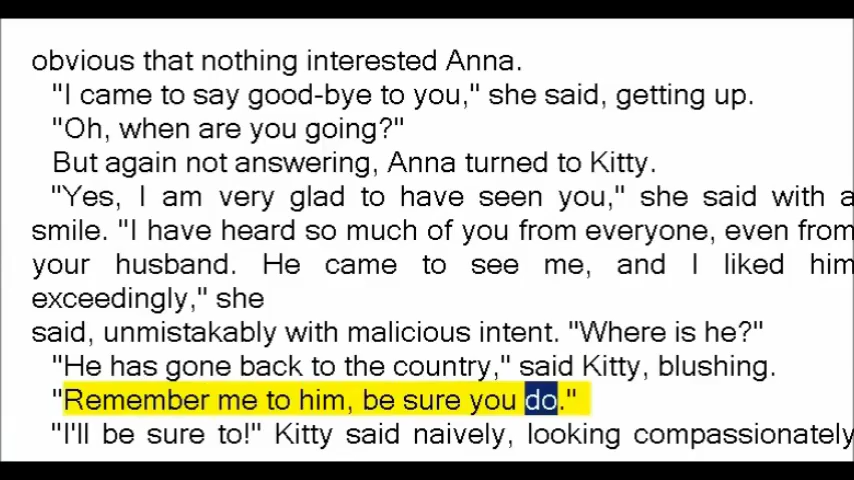 obvious that nothing interested Anna.
"I came to say good-bye to you," she said, getting up.
"Oh, when are you going?"
But again not answering, Anna turned to Kitty.
"Yes, I am very glad to have seen you," she said with a
smile. "I have heard so much of you from everyone, even from
your husband. He came to see me, and I liked him
exceedingly," she
said, unmistakably with malicious intent. "Where is he?"
"He has gone back to the country," said Kitty, blushing.
"Remember me to him, be sure you do."
"I'll be sure to!" Kitty said naively, looking compassionately